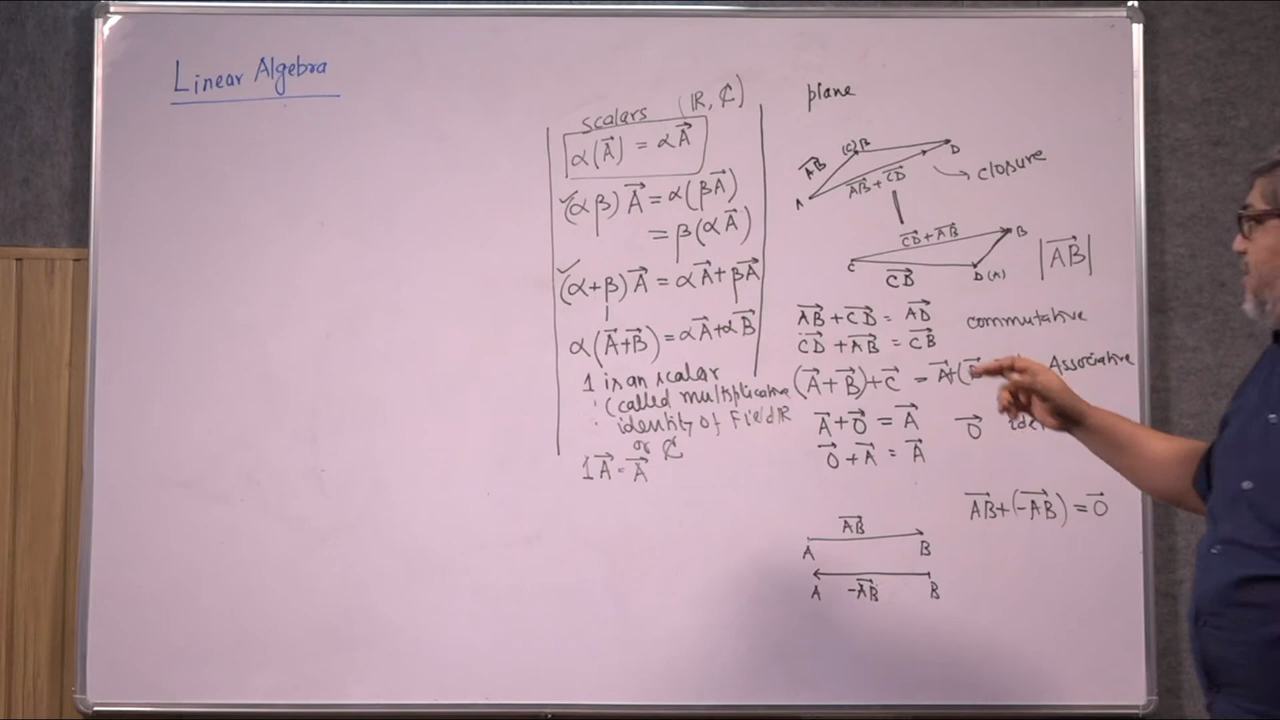 Linear Algebra
scalars (ℝ, ₵)
α(A⃗) = αA⃗
✓(αβ)A⃗ = α(βA⃗)
= β(αA⃗)
✓(α+β)A⃗ = αA⃗+βA⃗
α(A⃗+B⃗) = αA⃗+αB⃗
1 is an scalar
(called multiplicative
identity of Field ℝ
or ₵
1A⃗ = A⃗
plane
AB⃗ (C) B D
A AB⃗ + CD⃗ closure
CD⃗+AB⃗ B
C CD⃗ D(A) |AB⃗|
AB⃗ + CD⃗ = AD⃗ commutative
CD⃗ + AB⃗ = CB⃗
(A⃗+B⃗)+C⃗ = A⃗+( Associative
A⃗+0⃗ = A⃗ 0⃗
0⃗+A⃗ = A⃗
AB⃗+(-AB⃗) = 0⃗
AB⃗
A B
A -AB⃗ B